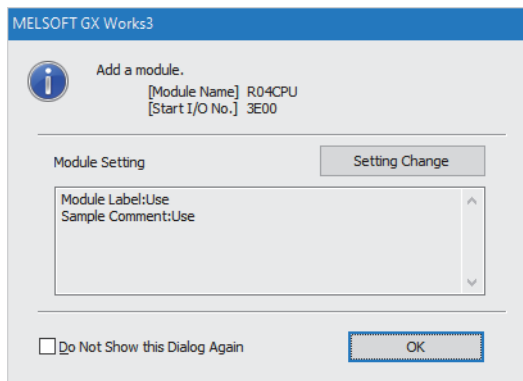 MELSOFT GX Works3
Add a module.
[Module Name] R04CPU
[Start I/O No.] 3E00
Module Setting
Setting Change
Module Label:Use
Sample Comment:Use
Do Not Show this Dialog Again
OK